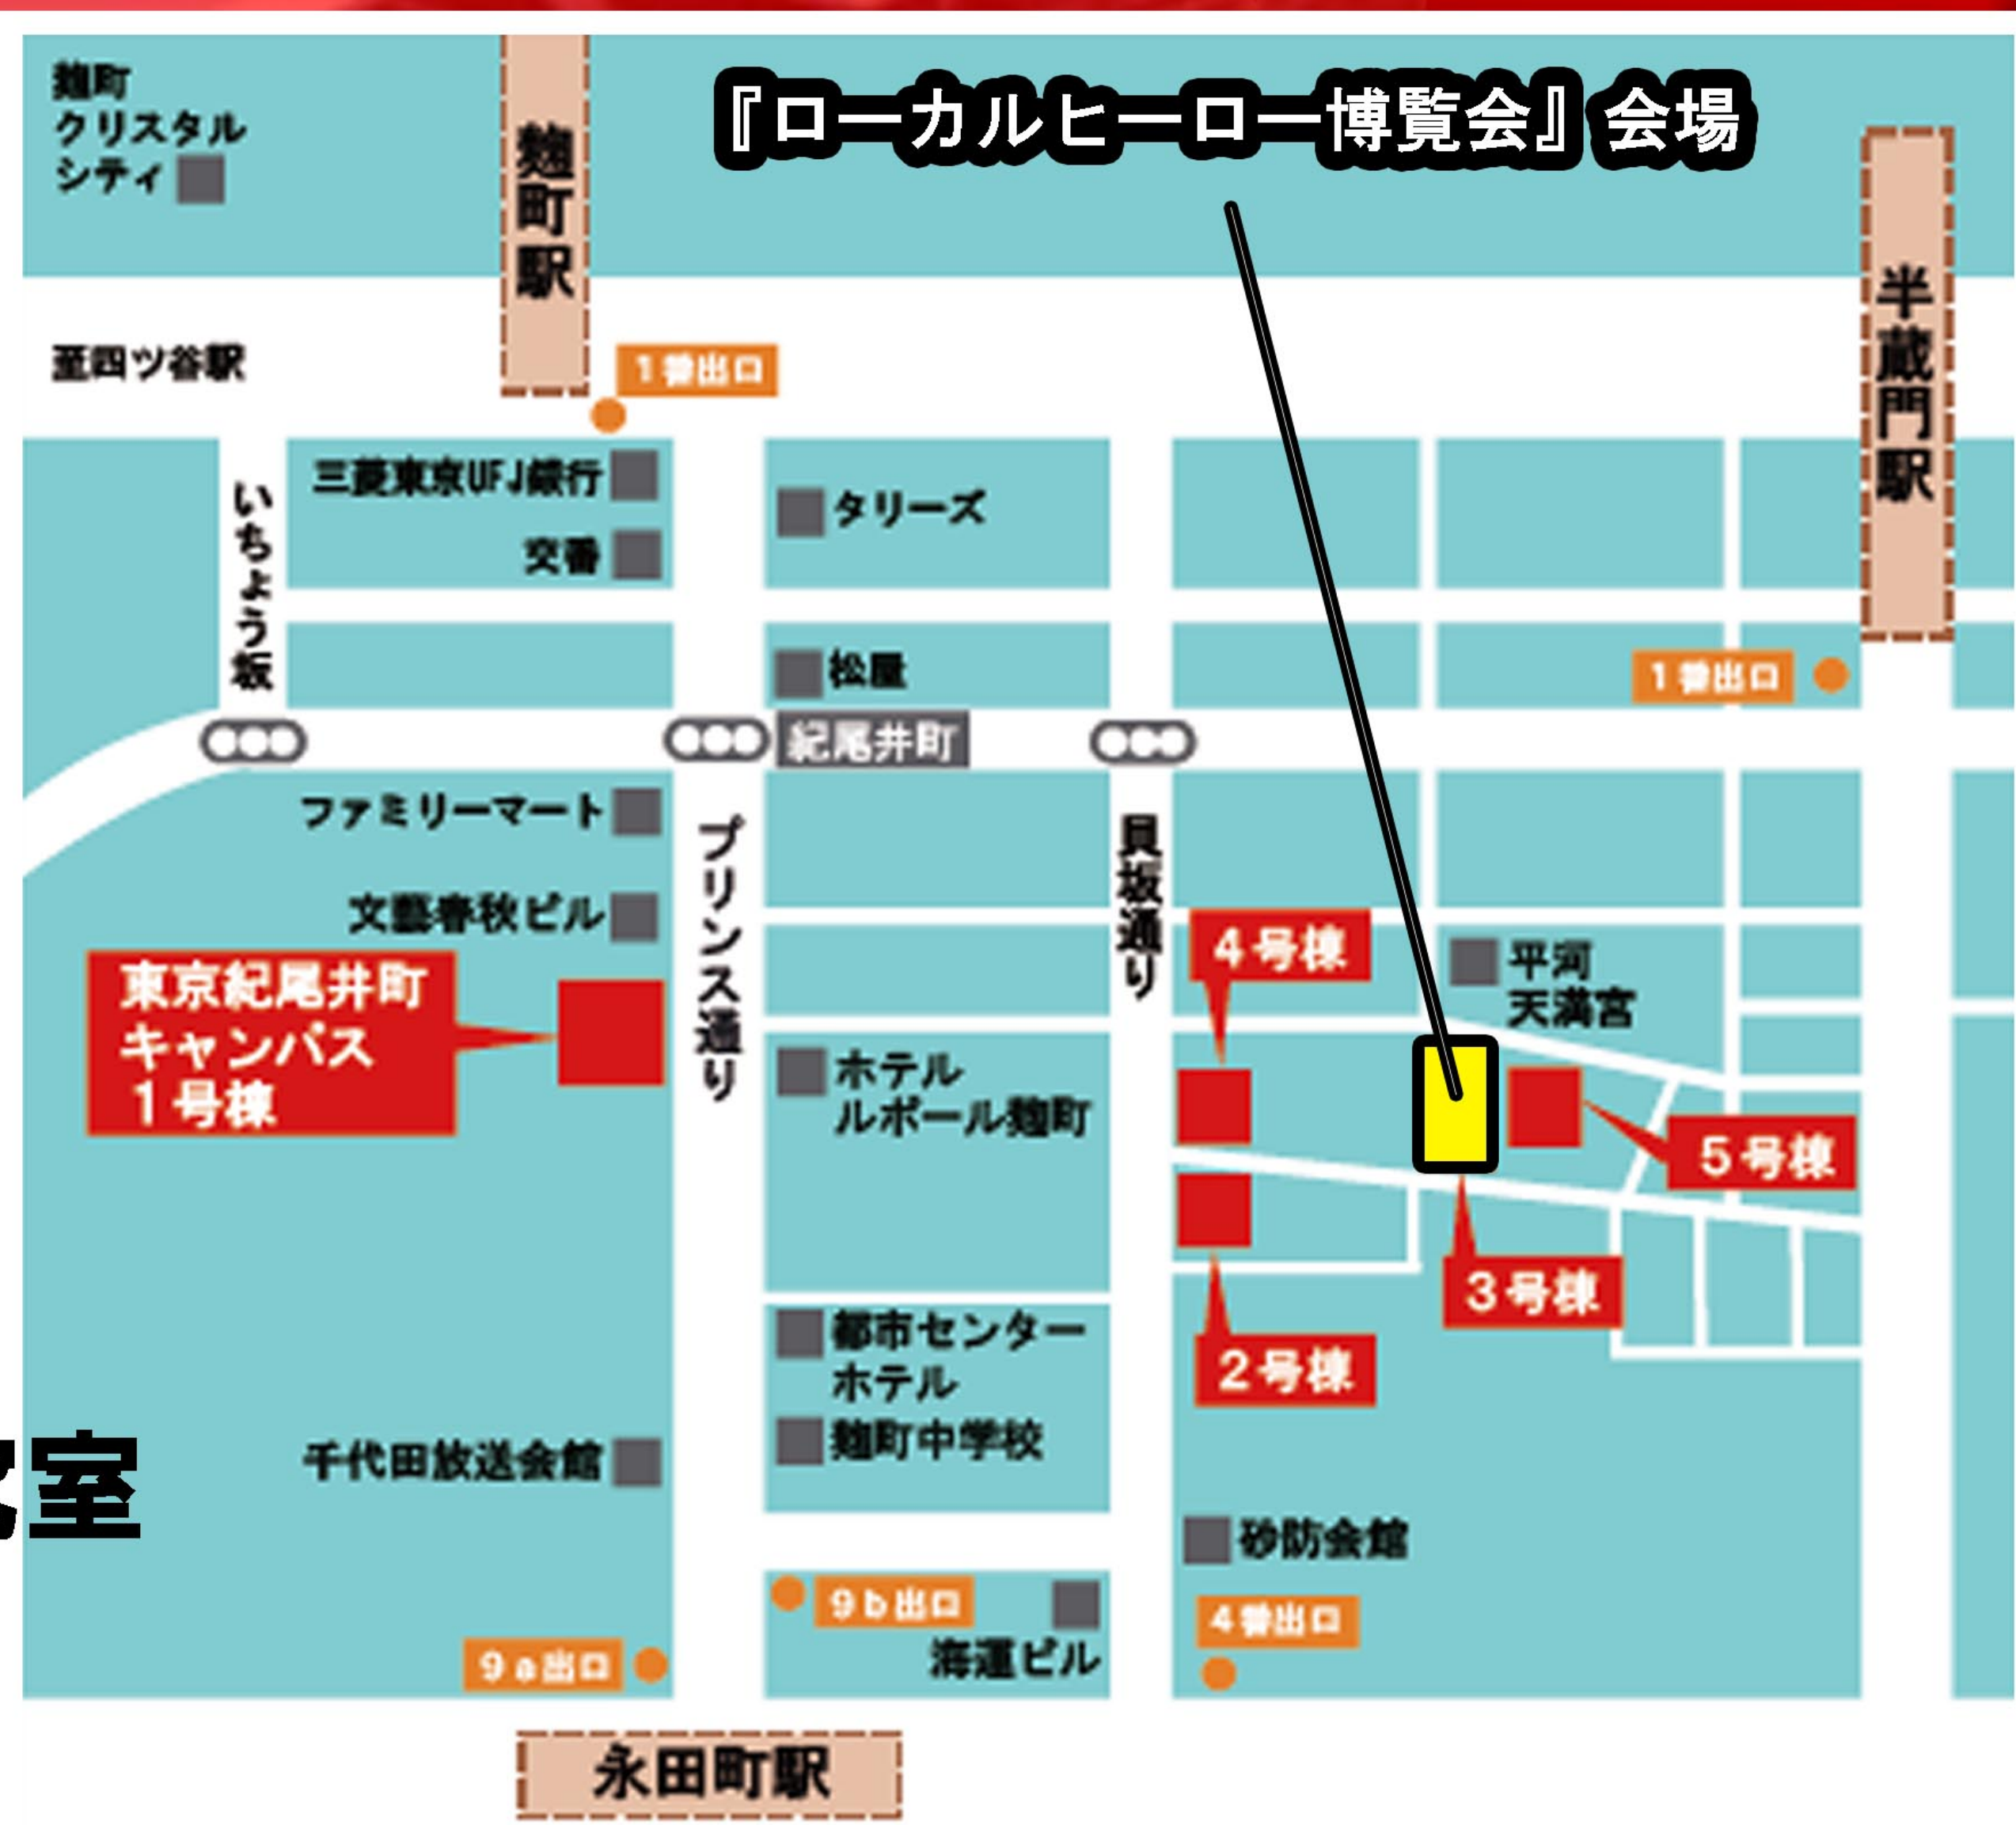 『ローカルヒーロー博覧会』会場
麹町
クリスタル
シティ
麹町駅
半蔵門駅
至四ツ谷駅
1番出口
いちょう坂
三菱東京UFJ銀行
交番
タリーズ
松屋
1番出口
紀尾井町
ファミリーマート
プリンス通り
貝坂通り
文藝春秋ビル
4号棟
平河
天満宮
東京紀尾井町
キャンパス
1号棟
ホテル
ルポール麹町
5号棟
3号棟
都市センター
ホテル
2号棟
麹町中学校
千代田放送会館
室
砂防会館
9b出口
4番出口
海運ビル
9a出口
永田町駅